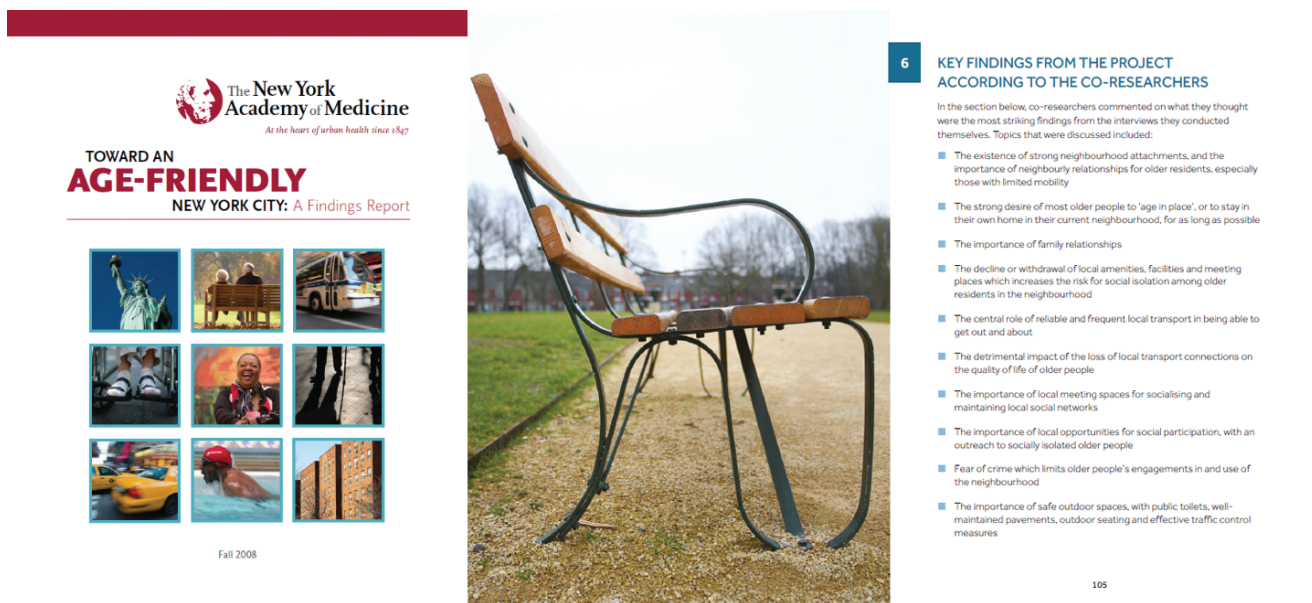 The New York
Academy of Medicine
At the heart of urban health since 1847
TOWARD AN
AGE-FRIENDLY
NEW YORK CITY: A Findings Report
Fall 2008
6
KEY FINDINGS FROM THE PROJECT
ACCORDING TO THE CO-RESEARCHERS
In the section below, co-researchers commented on what they thought
were the most striking findings from the interviews they conducted
themselves. Topics that were discussed included:
The existence of strong neighbourhood attachments, and the
importance of neighbourly relationships for older residents, especially
those with limited mobility
The strong desire of most older people to 'age in place', or to stay in
their own home in their current neighbourhood, for as long as possible
The importance of family relationships
The decline or withdrawal of local amenities, facilities and meeting
places which increases the risk for social isolation among older
residents in the neighbourhood
The central role of reliable and frequent local transport in being able to
get out and about
The detrimental impact of the loss of local transport connections on
the quality of life of older people
The importance of local meeting spaces for socialising and
maintaining local social networks
The importance of local opportunities for social participation, with an
outreach to socially isolated older people
Fear of crime which limits older people's engagements in and use of
the neighbourhood
The importance of safe outdoor spaces, with public toilets, well-
maintained pavements, outdoor seating and effective traffic control
measures
105